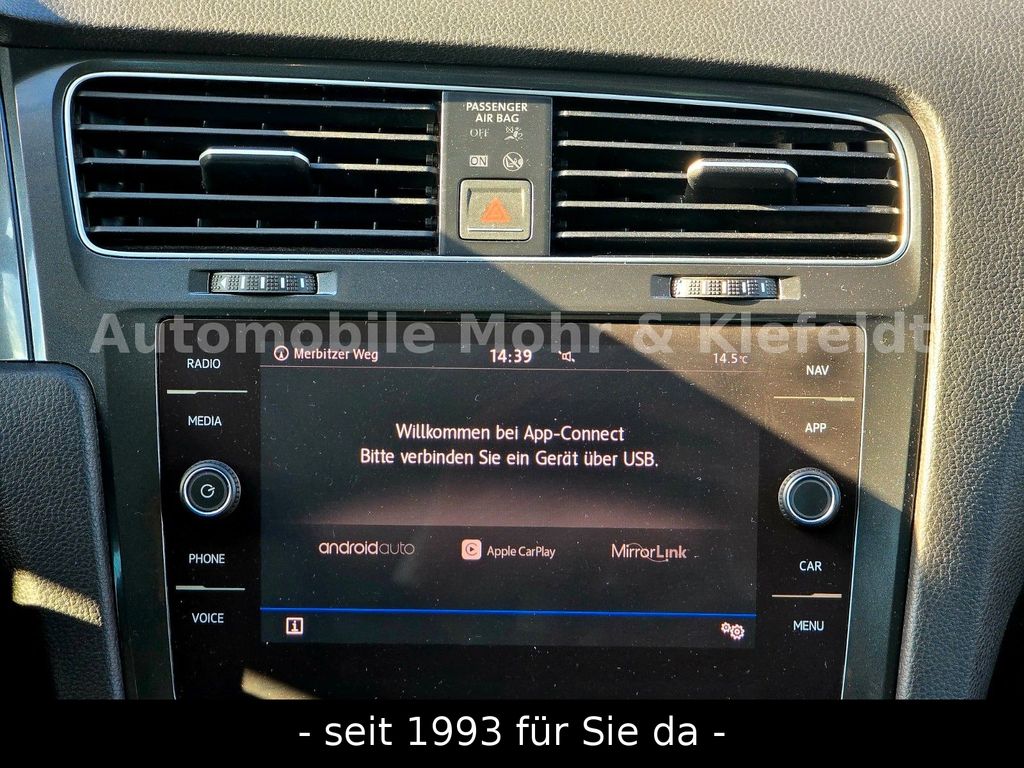 PASSENGER
AIR BAG
OFF
ON
Automobile Mohr & Kiefeldt
RADIO
MEDIA
PHONE
VOICE
Merbitzer Weg 14:39 14.5°C
Willkommen bei App-Connect
Bitte verbinden Sie ein Gerät über USB.
androidauto Apple CarPlay MirrorLink
NAV
APP
CAR
MENU
- seit 1993 für Sie da -